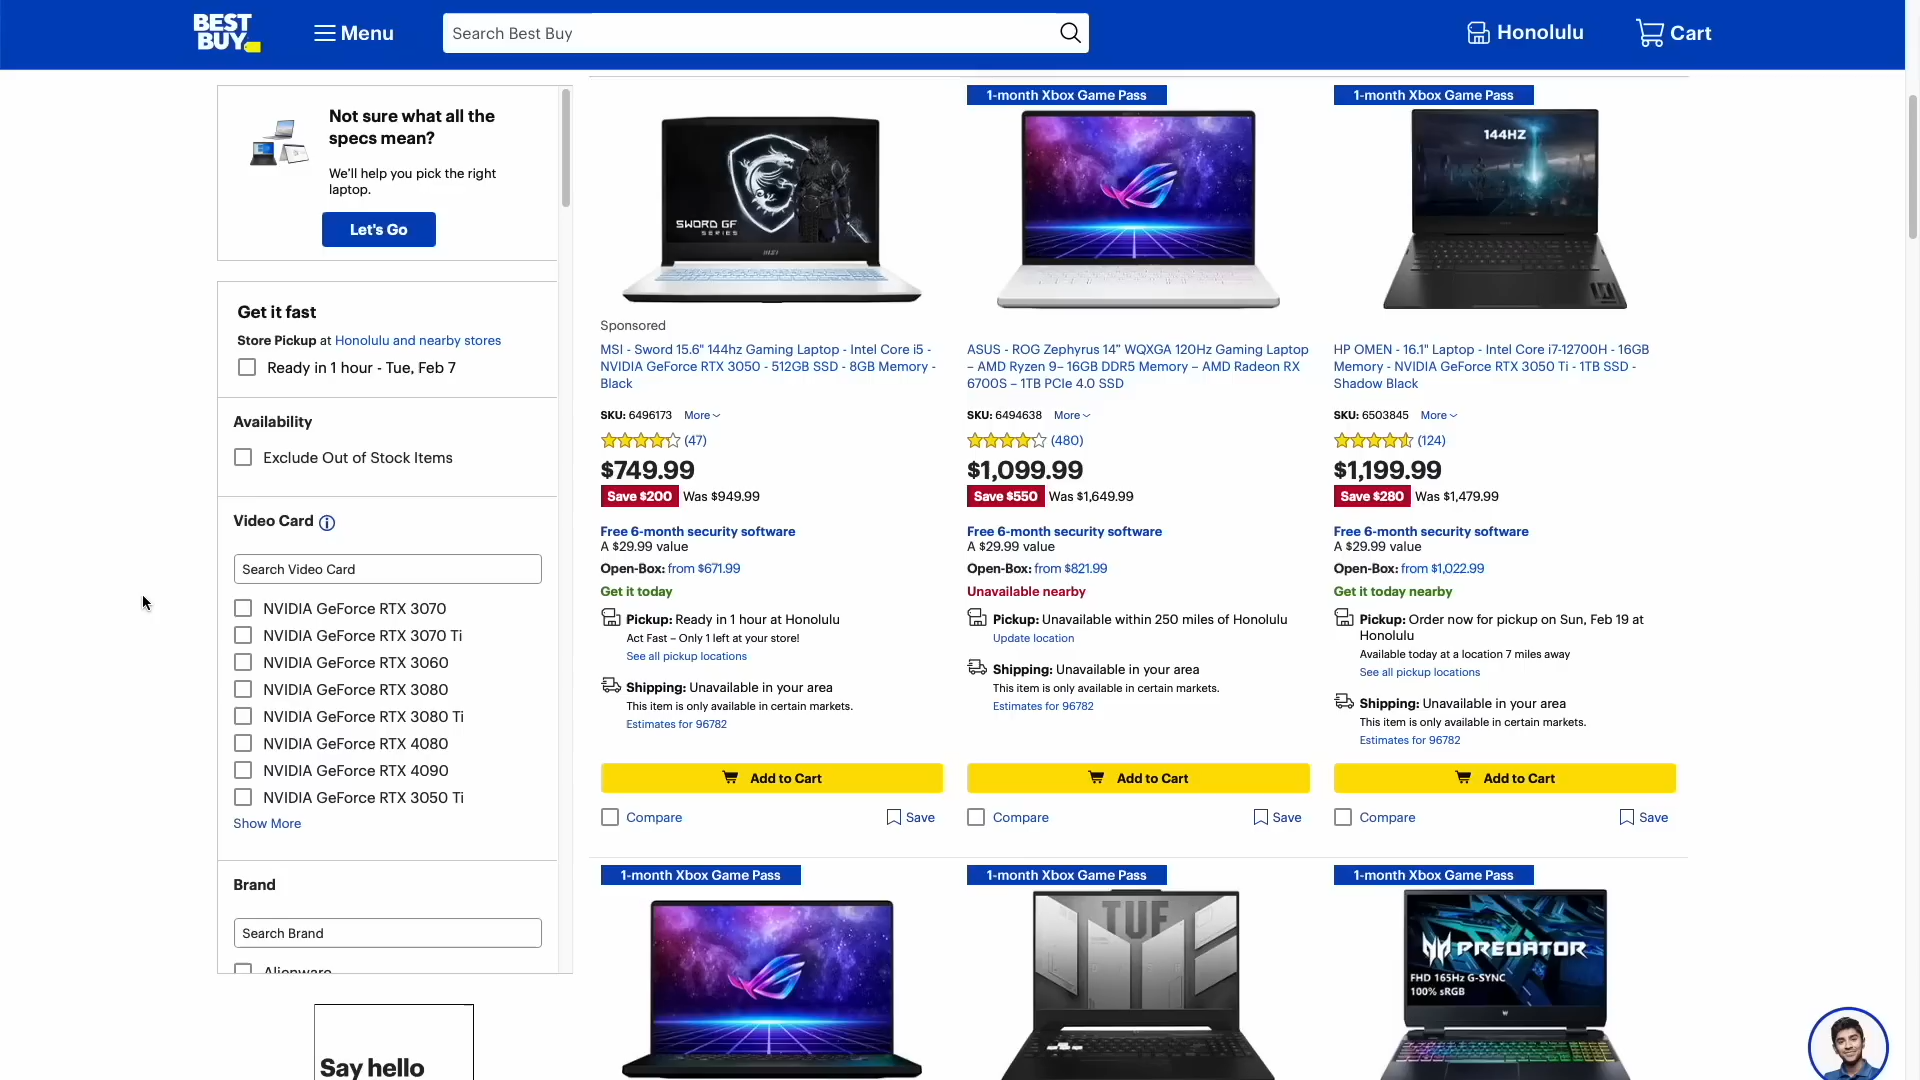 BEST
BUY
Menu
Search Best Buy
Honolulu
Cart
Not sure what all the
specs mean?
We'll help you pick the right
laptop.
Let's Go
Get it fast
Store Pickup at Honolulu and nearby stores
Ready in 1 hour - Tue, Feb 7
Availability
Exclude Out of Stock Items
Video Card
Search Video Card
NVIDIA GeForce RTX 3070
NVIDIA GeForce RTX 3070 Ti
NVIDIA GeForce RTX 3060
NVIDIA GeForce RTX 3080
NVIDIA GeForce RTX 3080 Ti
NVIDIA GeForce RTX 4080
NVIDIA GeForce RTX 4090
NVIDIA GeForce RTX 3050 Ti
Show More
Brand
Search Brand
Alienware
Say hello
SWORD GF
SERIES
msi
Sponsored
MSI - Sword 15.6" 144hz Gaming Laptop - Intel Core i5 -
NVIDIA GeForce RTX 3050 - 512GB SSD - 8GB Memory -
Black
SKU: 6496173 More
(47)
$749.99
Save $200 Was $949.99
Free 6-month security software
A $29.99 value
Open-Box: from $671.99
Get it today
Pickup: Ready in 1 hour at Honolulu
Act Fast – Only 1 left at your store!
See all pickup locations
Shipping: Unavailable in your area
This item is only available in certain markets.
Estimates for 96782
Add to Cart
Compare
Save
1-month Xbox Game Pass
ASUS - ROG Zephyrus 14" WQXGA 120Hz Gaming Laptop
– AMD Ryzen 9– 16GB DDR5 Memory – AMD Radeon RX
6700S – 1TB PCIe 4.0 SSD
SKU: 6494638 More
(480)
$1,099.99
Save $550 Was $1,649.99
Free 6-month security software
A $29.99 value
Open-Box: from $821.99
Unavailable nearby
Pickup: Unavailable within 250 miles of Honolulu
Update location
Shipping: Unavailable in your area
This item is only available in certain markets.
Estimates for 96782
Add to Cart
Compare
Save
1-month Xbox Game Pass
144HZ
HP OMEN - 16.1" Laptop - Intel Core i7-12700H - 16GB
Memory - NVIDIA GeForce RTX 3050 Ti - 1TB SSD -
Shadow Black
SKU: 6503845 More
(124)
$1,199.99
Save $280 Was $1,479.99
Free 6-month security software
A $29.99 value
Open-Box: from $1,022.99
Get it today nearby
Pickup: Order now for pickup on Sun, Feb 19 at
Honolulu
Available today at a location 7 miles away
See all pickup locations
Shipping: Unavailable in your area
This item is only available in certain markets.
Estimates for 96782
Add to Cart
Compare
Save
1-month Xbox Game Pass
1-month Xbox Game Pass
TUF
1-month Xbox Game Pass
PREDATOR
FHD 165Hz G-SYNC
100% sRGB